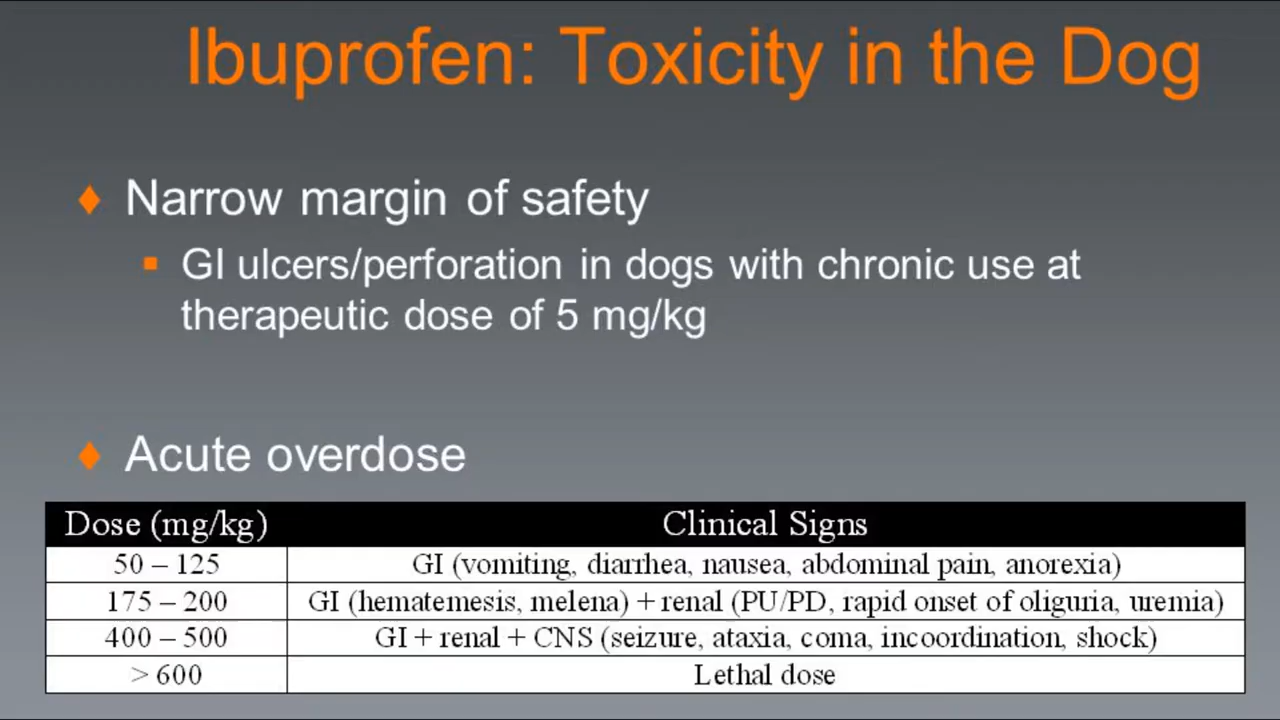 Ibuprofen: Toxicity in the Dog
Narrow margin of safety
GI ulcers/perforation in dogs with chronic use at
therapeutic dose of 5 mg/kg
Acute overdose
Dose (mg/kg) Clinical Signs
50 – 125 GI (vomiting, diarrhea, nausea, abdominal pain, anorexia)
175 – 200 GI (hematemesis, melena) + renal (PU/PD, rapid onset of oliguria, uremia)
400 – 500 GI + renal + CNS (seizure, ataxia, coma, incoordination, shock)
> 600 Lethal dose